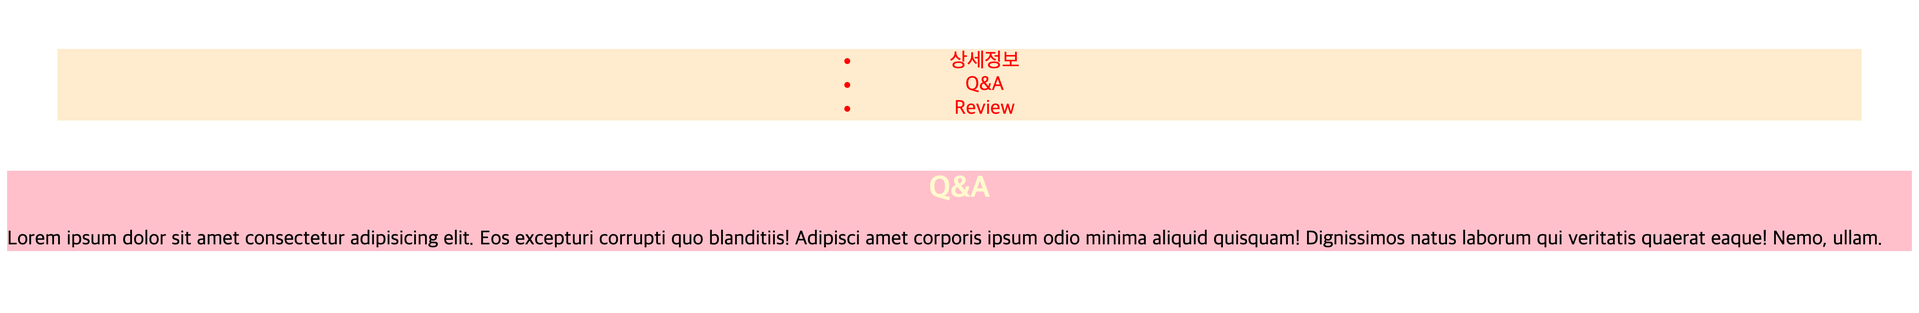 상세정보
Q&A
Review
Q&A
Lorem ipsum dolor sit amet consectetur adipisicing elit. Eos excepturi corrupti quo blanditiis! Adipisci amet corporis ipsum odio minima aliquid quisquam! Dignissimos natus laborum qui veritatis quaerat eaque! Nemo, ullam.